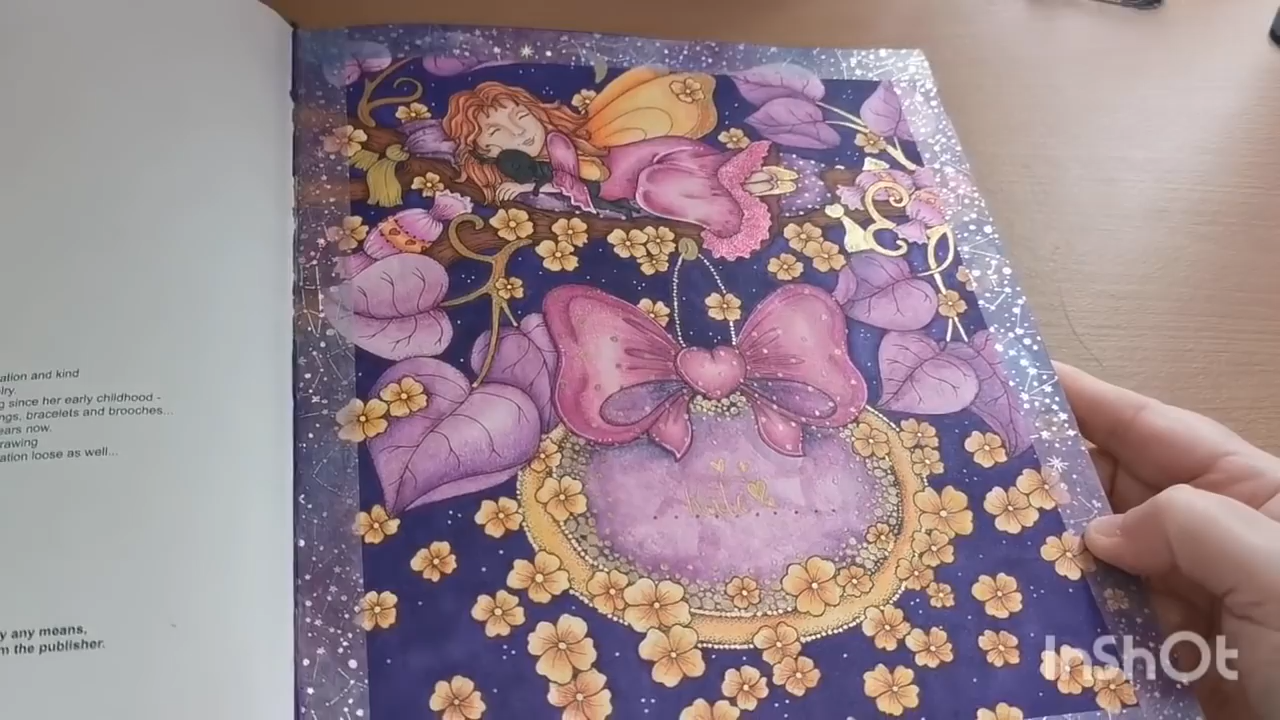 ation and kind
lry.
g since her early childhood -
ngs, bracelets and brooches...
ears now.
rawing
ation loose as well...
y any means,
m the publisher.
InShOt